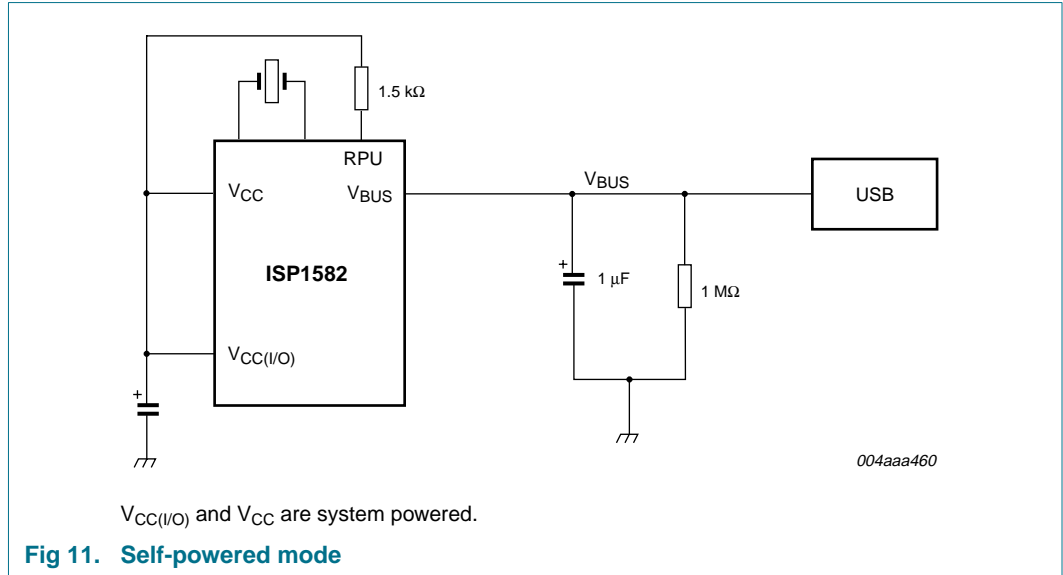 1.5 kΩ
RPU
VCC
VBUS
VBUS
USB
ISP1582
1 μF
1 MΩ
VCC(I/O)
+
+
004aaa460
VCC(I/O) and VCC are system powered.
Fig 11. Self-powered mode